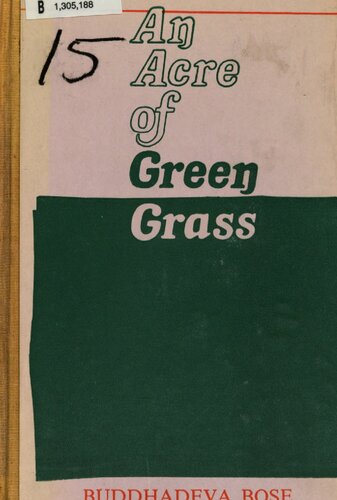 B 1,305,188
15
An
Acre
of
Green
Grass
BUDDHADEVA BOSE